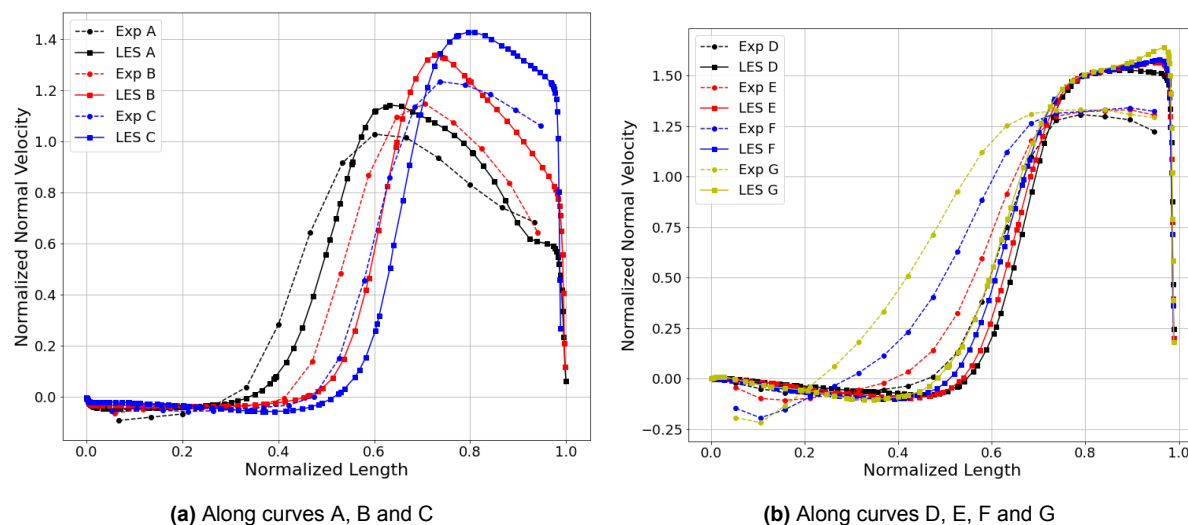 Exp A
LES A
Exp B
LES B
Exp C
LES C
1.4
1.2
1.0
0.8
0.6
0.4
0.2
0.0
Normalized Normal Velocity
0.0 0.2 0.4 0.6 0.8 1.0
Normalized Length
(a) Along curves A, B and C
Exp D
LES D
Exp E
LES E
Exp F
LES F
Exp G
LES G
1.50
1.25
1.00
0.75
0.50
0.25
0.00
−0.25
Normalized Normal Velocity
0.0 0.2 0.4 0.6 0.8 1.0
Normalized Length
(b) Along curves D, E, F and G